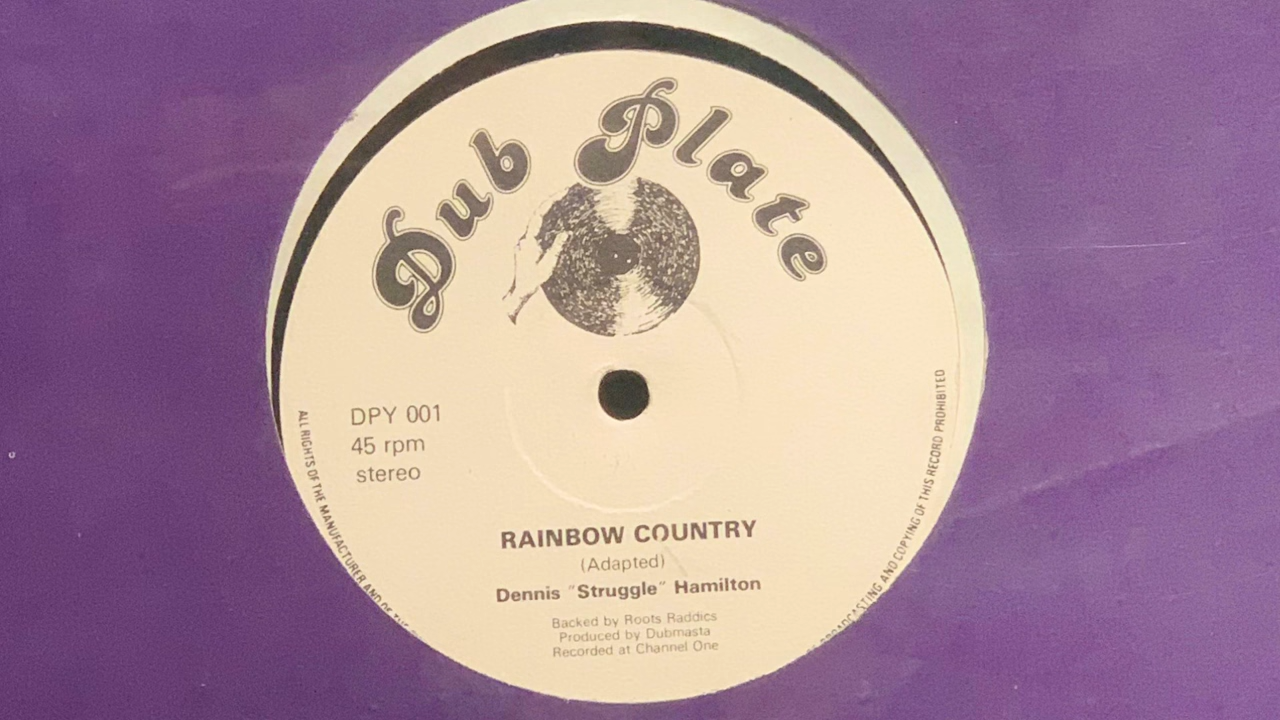 Dub Plate
DPY 001
45 rpm
stereo
ALL RIGHTS OF THE MANUFACTURER AND OF THE
BROADCASTING AND COPYING OF THIS RECORD PROHIBITED
RAINBOW COUNTRY
(Adapted)
Dennis "Struggle" Hamilton
Backed by Roots Raddics
Produced by Dubmasta
Recorded at Channel One